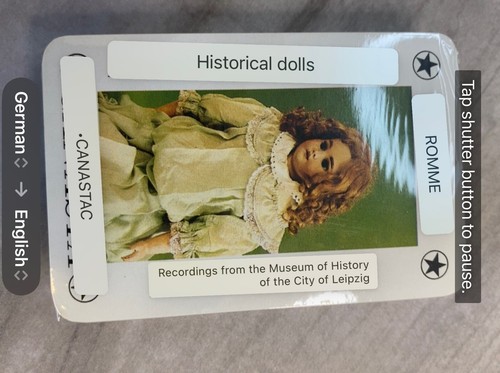 Historical dolls
ROMME
•CANASTAC
Recordings from the Museum of History
of the City of Leipzig
German → English
Tap shutter button to pause.